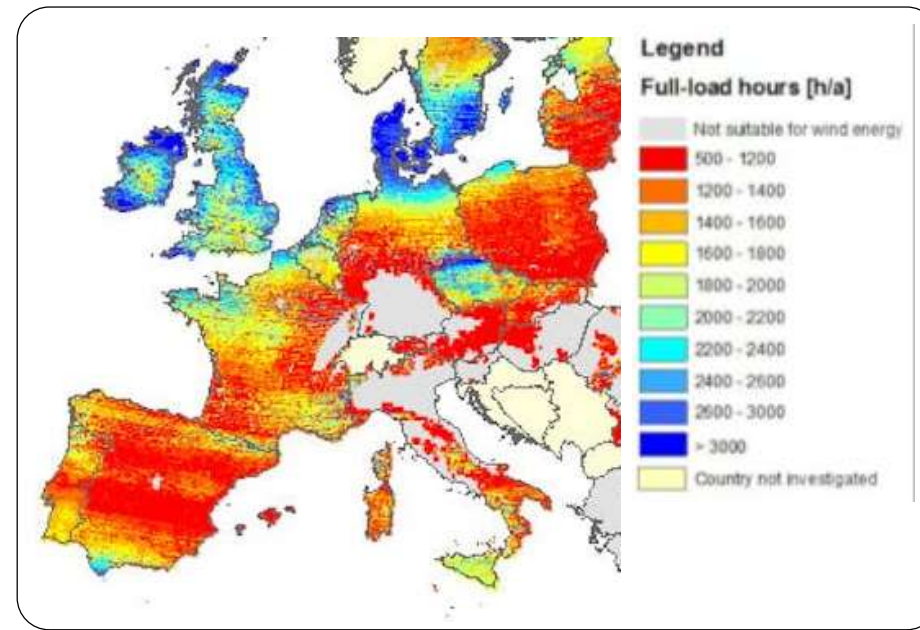 Legend
Full-load hours [h/a]
Not suitable for wind energy
500 - 1200
1200 - 1400
1400 - 1600
1600 - 1800
1800 - 2000
2000 - 2200
2200 - 2400
2400 - 2600
2600 - 3000
> 3000
Country not investigated